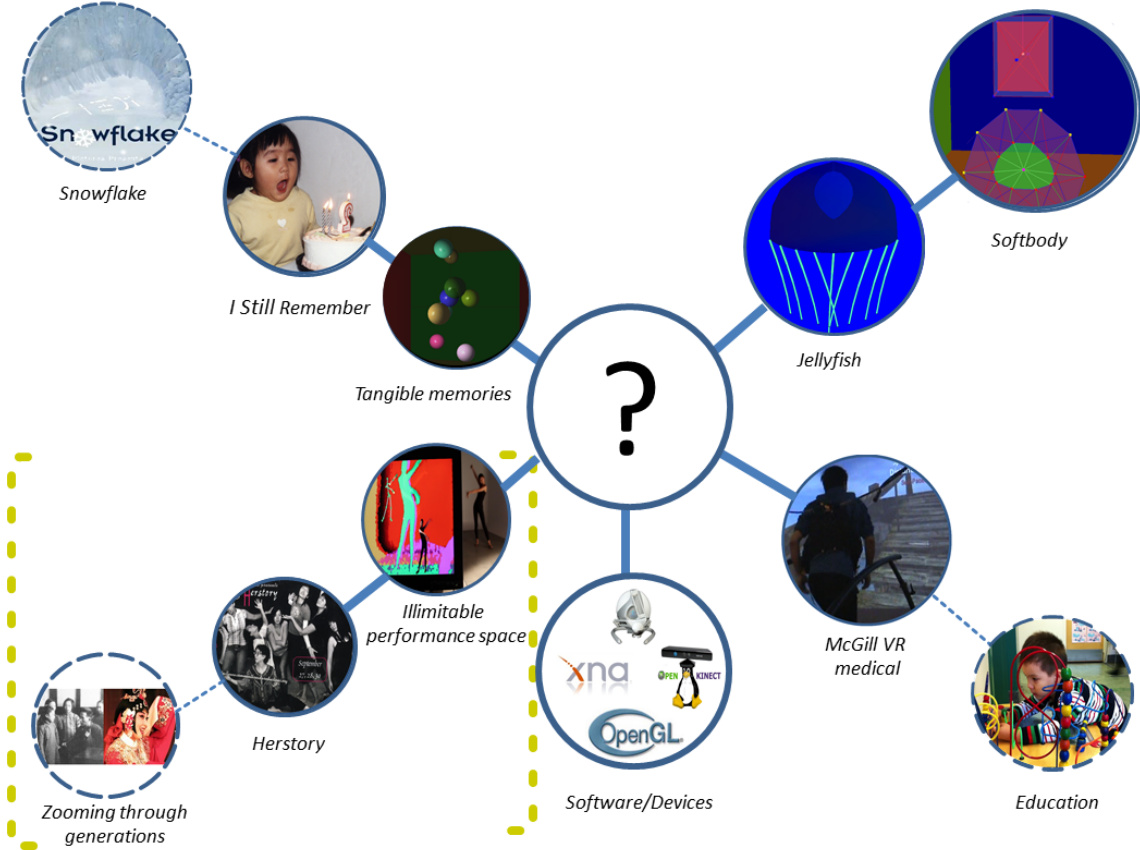 Snowflake
Snowflake
I Still Remember
Tangible memories
Softbody
Jellyfish
?
Illimitable
performance space
Herstory
September
Herstory
Zooming through
generations
xna
OPEN KINECT
OpenGL
Software/Devices
McGill VR
medical
Education